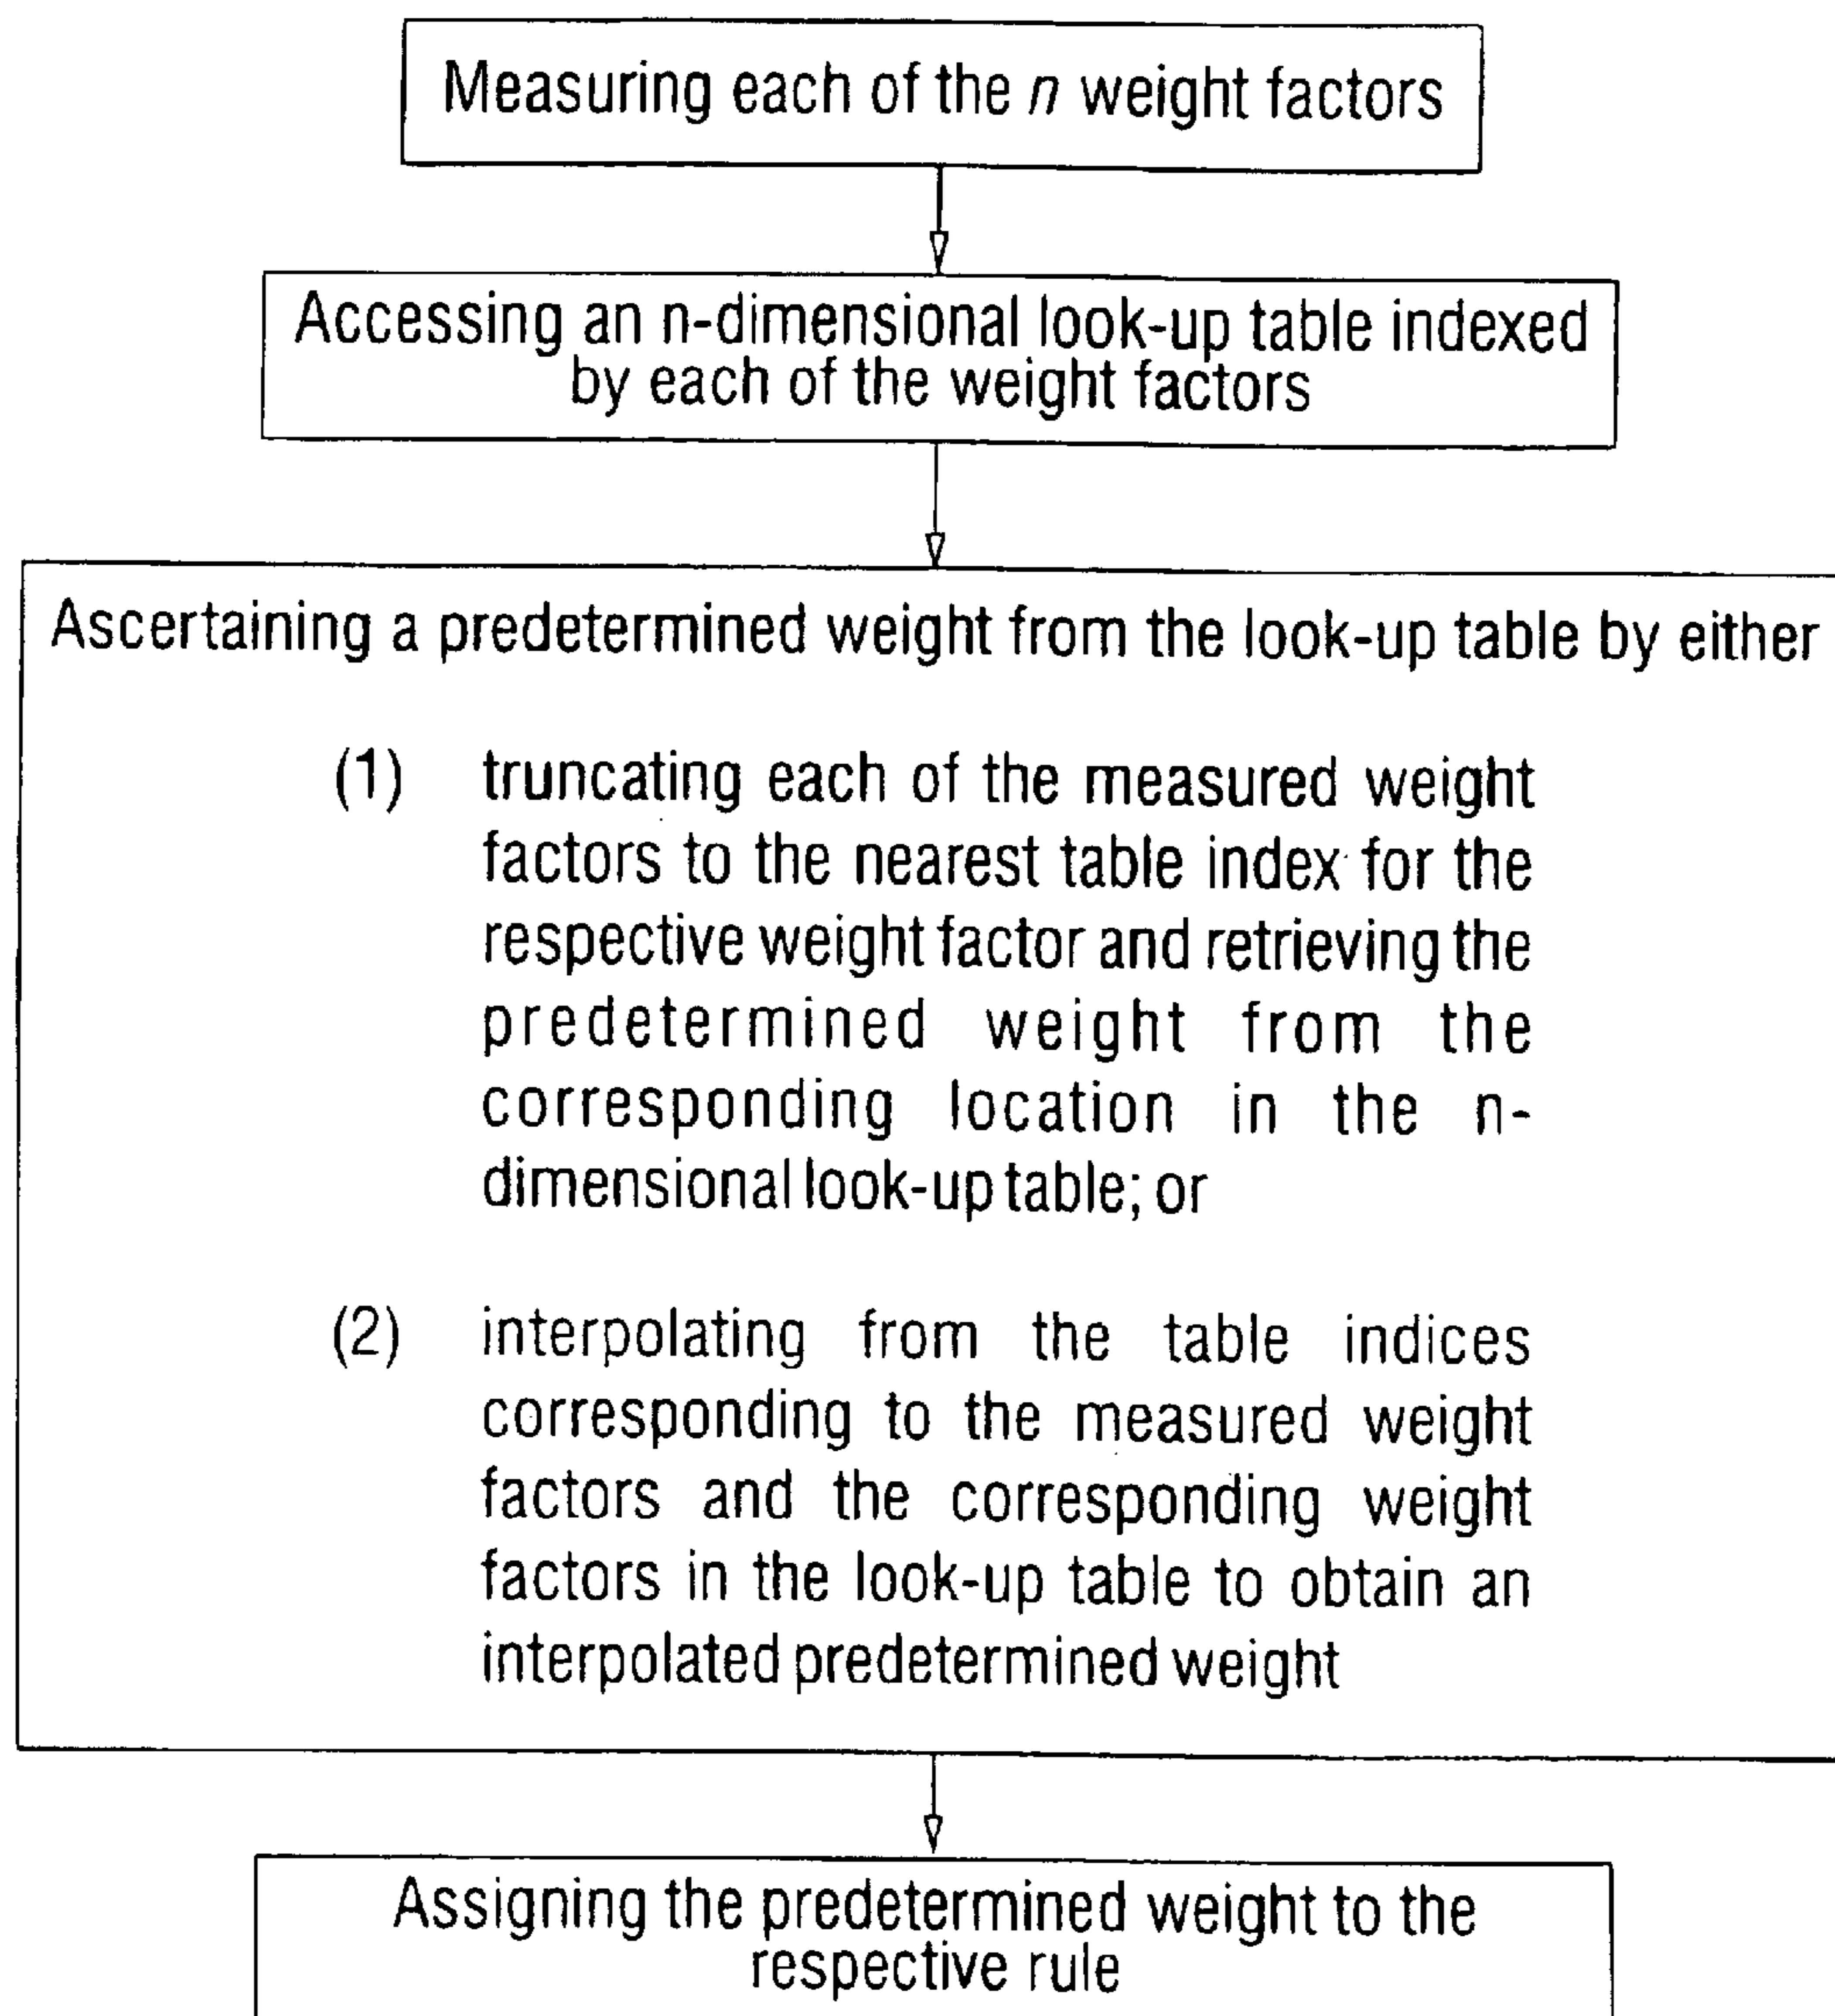 Measuring each of the n weight factors
Accessing an n-dimensional look-up table indexed
by each of the weight factors
Ascertaining a predetermined weight from the look-up table by either
(1) truncating each of the measured weight
factors to the nearest table index for the
respective weight factor and retrieving the
predetermined weight from the
corresponding location in the n-
dimensional look-up table; or
(2) interpolating from the table indices
corresponding to the measured weight
factors and the corresponding weight
factors in the look-up table to obtain an
interpolated predetermined weight
Assigning the predetermined weight to the
respective rule